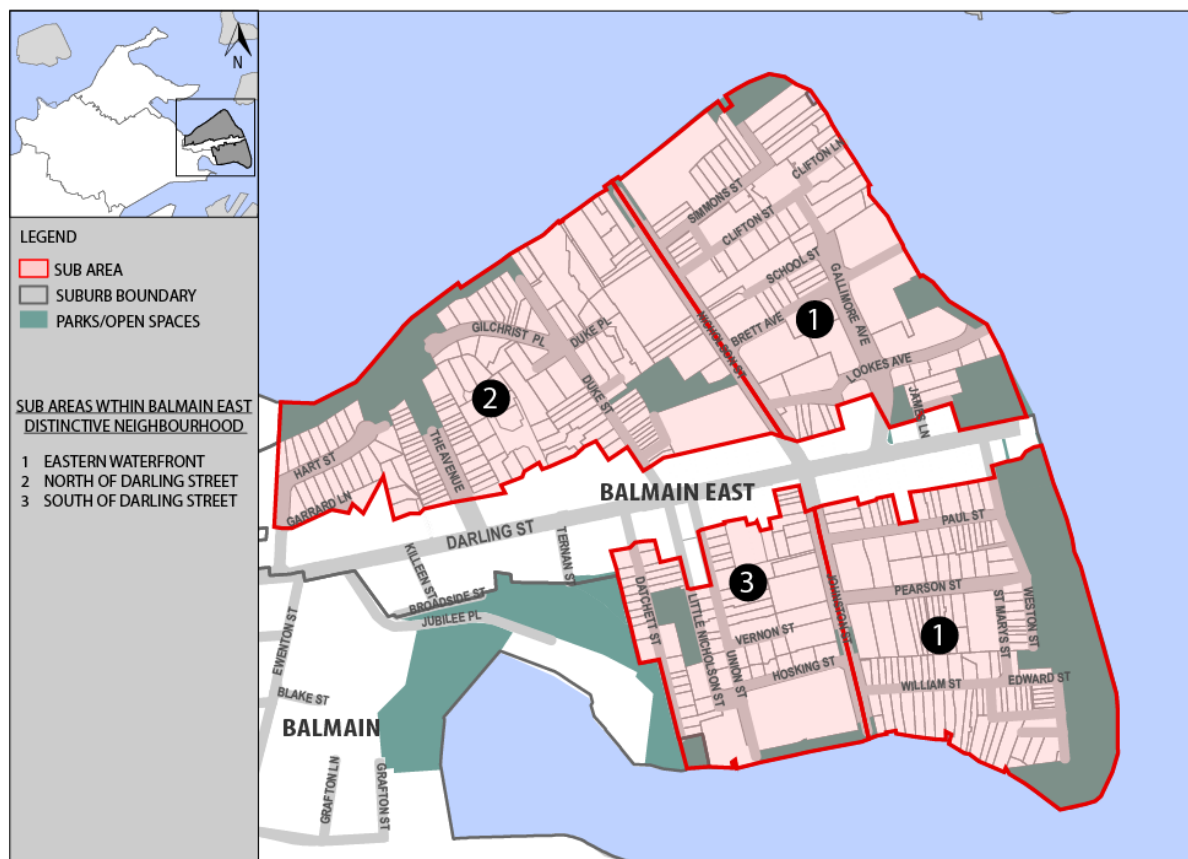 N
LEGEND
SUB AREA
SUBURB BOUNDARY
PARKS/OPEN SPACES
SUB AREAS WTHIN BALMAIN EAST
DISTINCTIVE NEIGHBOURHOOD
1 EASTERN WATERFRONT
2 NORTH OF DARLING STREET
3 SOUTH OF DARLING STREET
CLIFTON LN
SIMMONS ST
CLIFTON ST
SCHOOL ST
GALLIMORE AVE
BRETT AVE
1
NICHOLSON ST
LOOKES AVE
JAMES LN
GILCHRIST PL
DUKE PL
DUKE ST
2
THE AVENUE
HART ST
GARRARD LN
BALMAIN EAST
DARLING ST
KILLEEN ST
TERNAN ST
BROADSIDE ST
JUBILEE PL
EWENTON ST
BLAKE ST
BALMAIN
GRAFTON LN
GRAFTON ST
DATCHETT ST
LITTLE NICHOLSON ST
UNION ST
3
VERNON ST
HOSKING ST
JOHNSTON ST
PAUL ST
PEARSON ST
WESTON ST
ST MARYS ST
1
WILLIAM ST
EDWARD ST